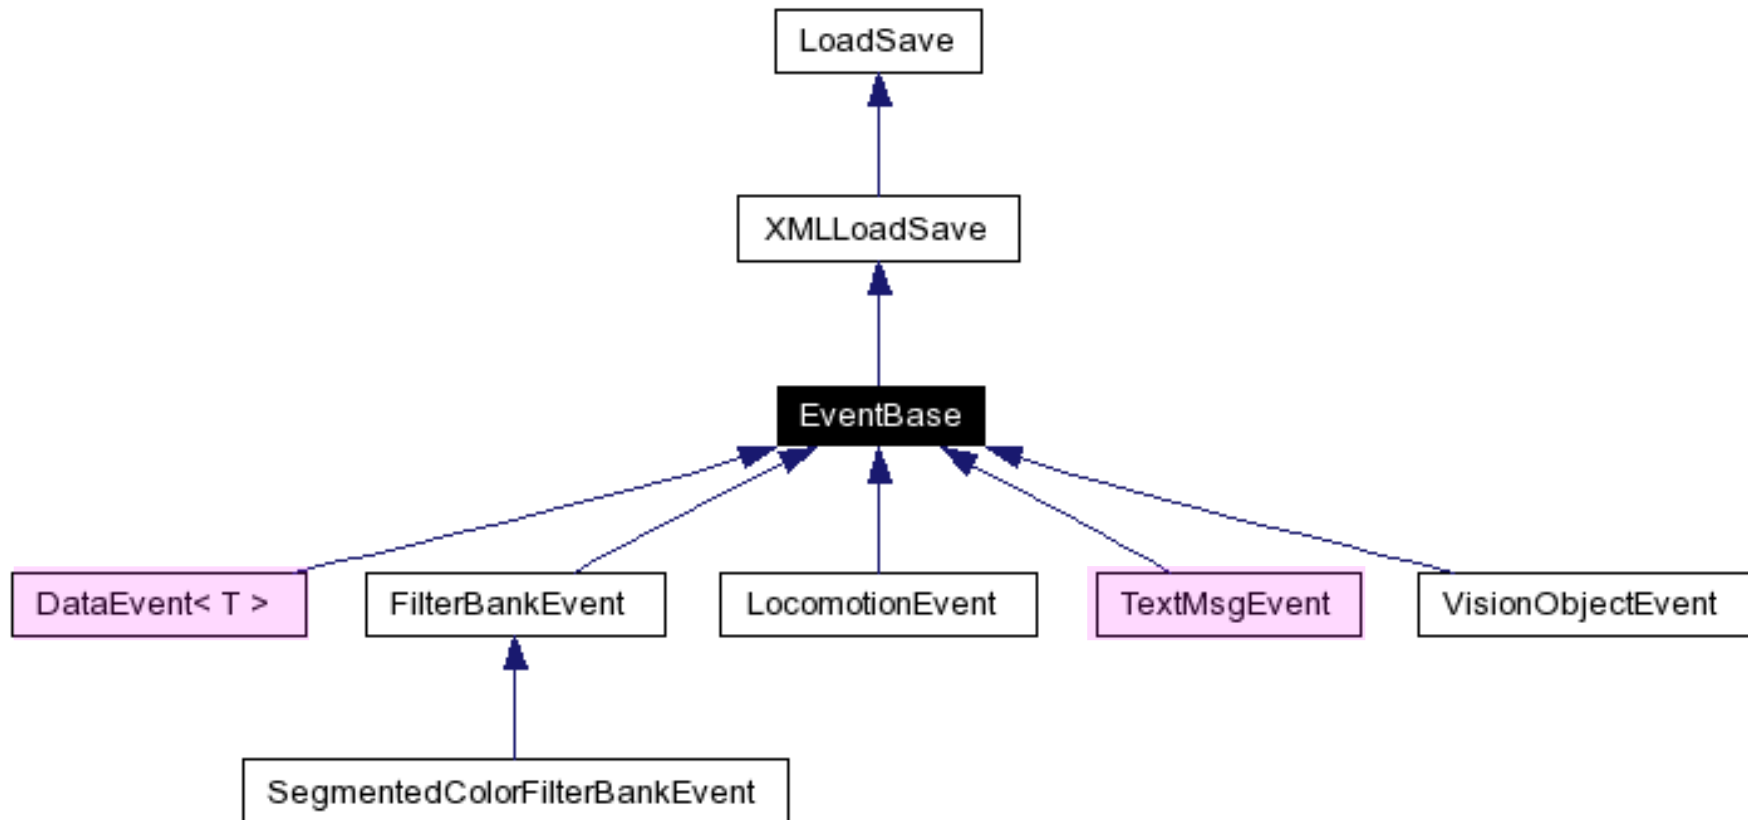 LoadSave
XMLLoadSave
EventBase
DataEvent< T >
FilterBankEvent
LocomotionEvent
TextMsgEvent
VisionObjectEvent
SegmentedColorFilterBankEvent